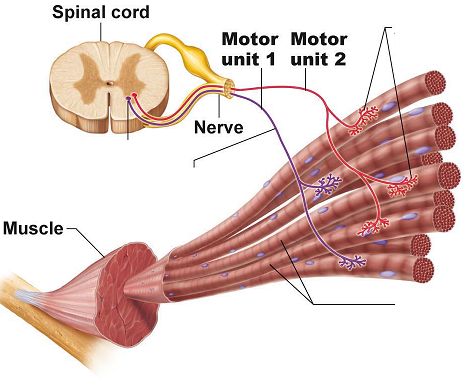 Spinal cord
Motor
unit 1
Motor
unit 2
Nerve
Muscle